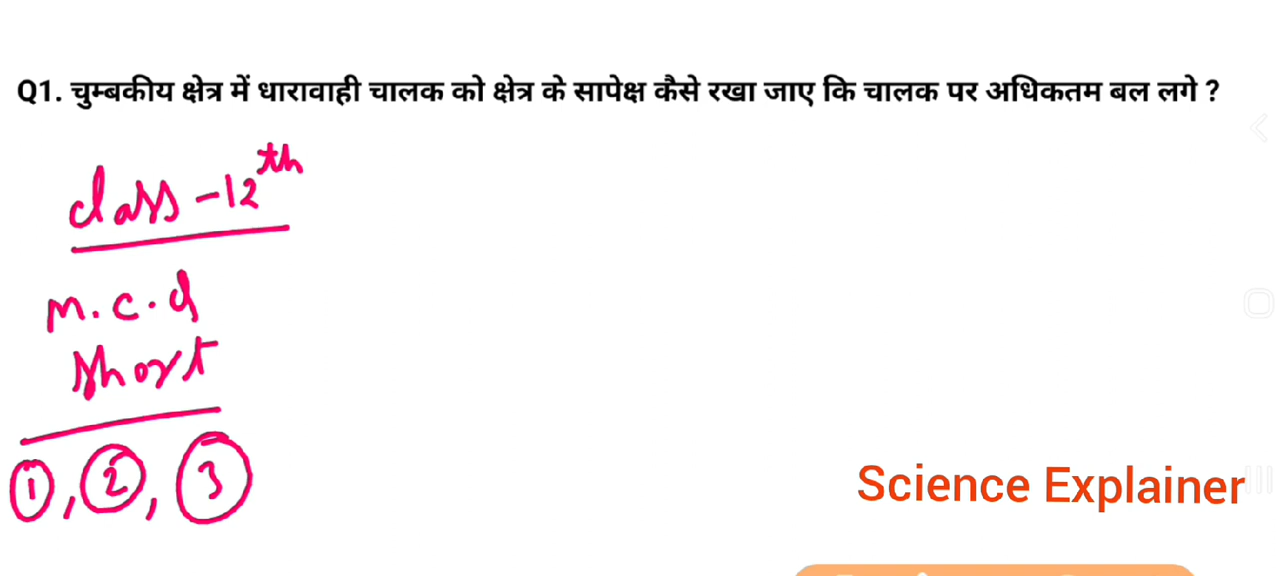 Q1. चुम्बकीय क्षेत्र में धारावाही चालक को क्षेत्र के सापेक्ष कैसे रखा जाए कि चालक पर अधिकतम बल लगे ?
class-12th
M.C.Q
Short
1, 2, 3
Science Explainer